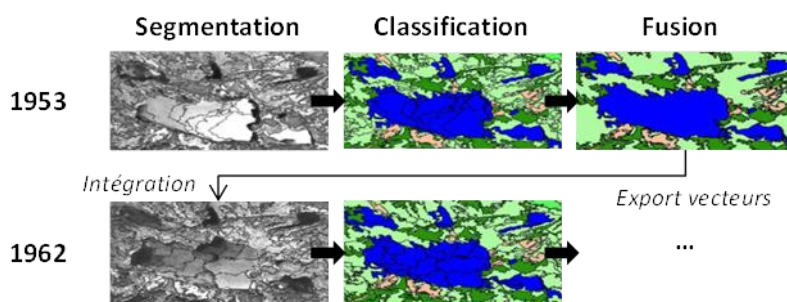 Segmentation Classification Fusion
1953
Intégration
Export vecteurs
1962
...